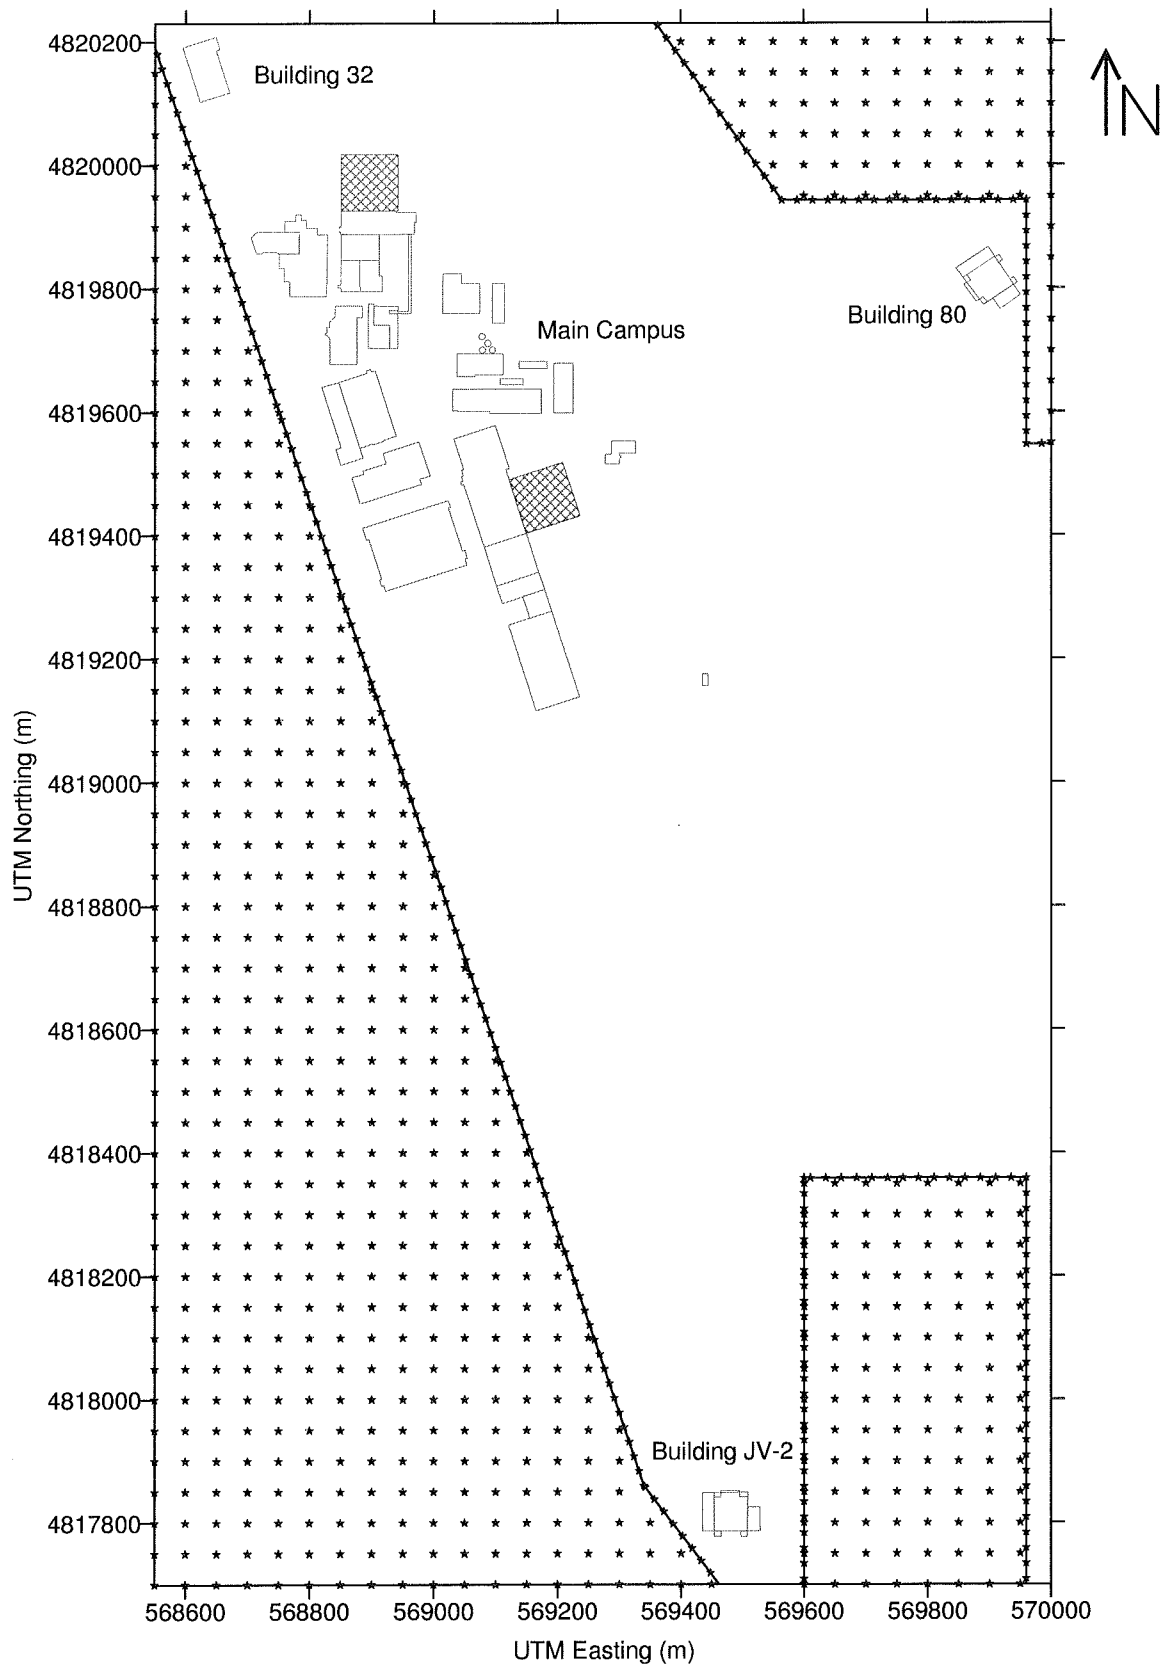 4820200
Building 32
N
4820000
4819800
Building 80
Main Campus
4819600
4819400
4819200
UTM Northing (m)
4819000
4818800
4818600
4818400
4818200
4818000
Building JV-2
4817800
568600 568800 569000 569200 569400 569600 569800 570000
UTM Easting (m)